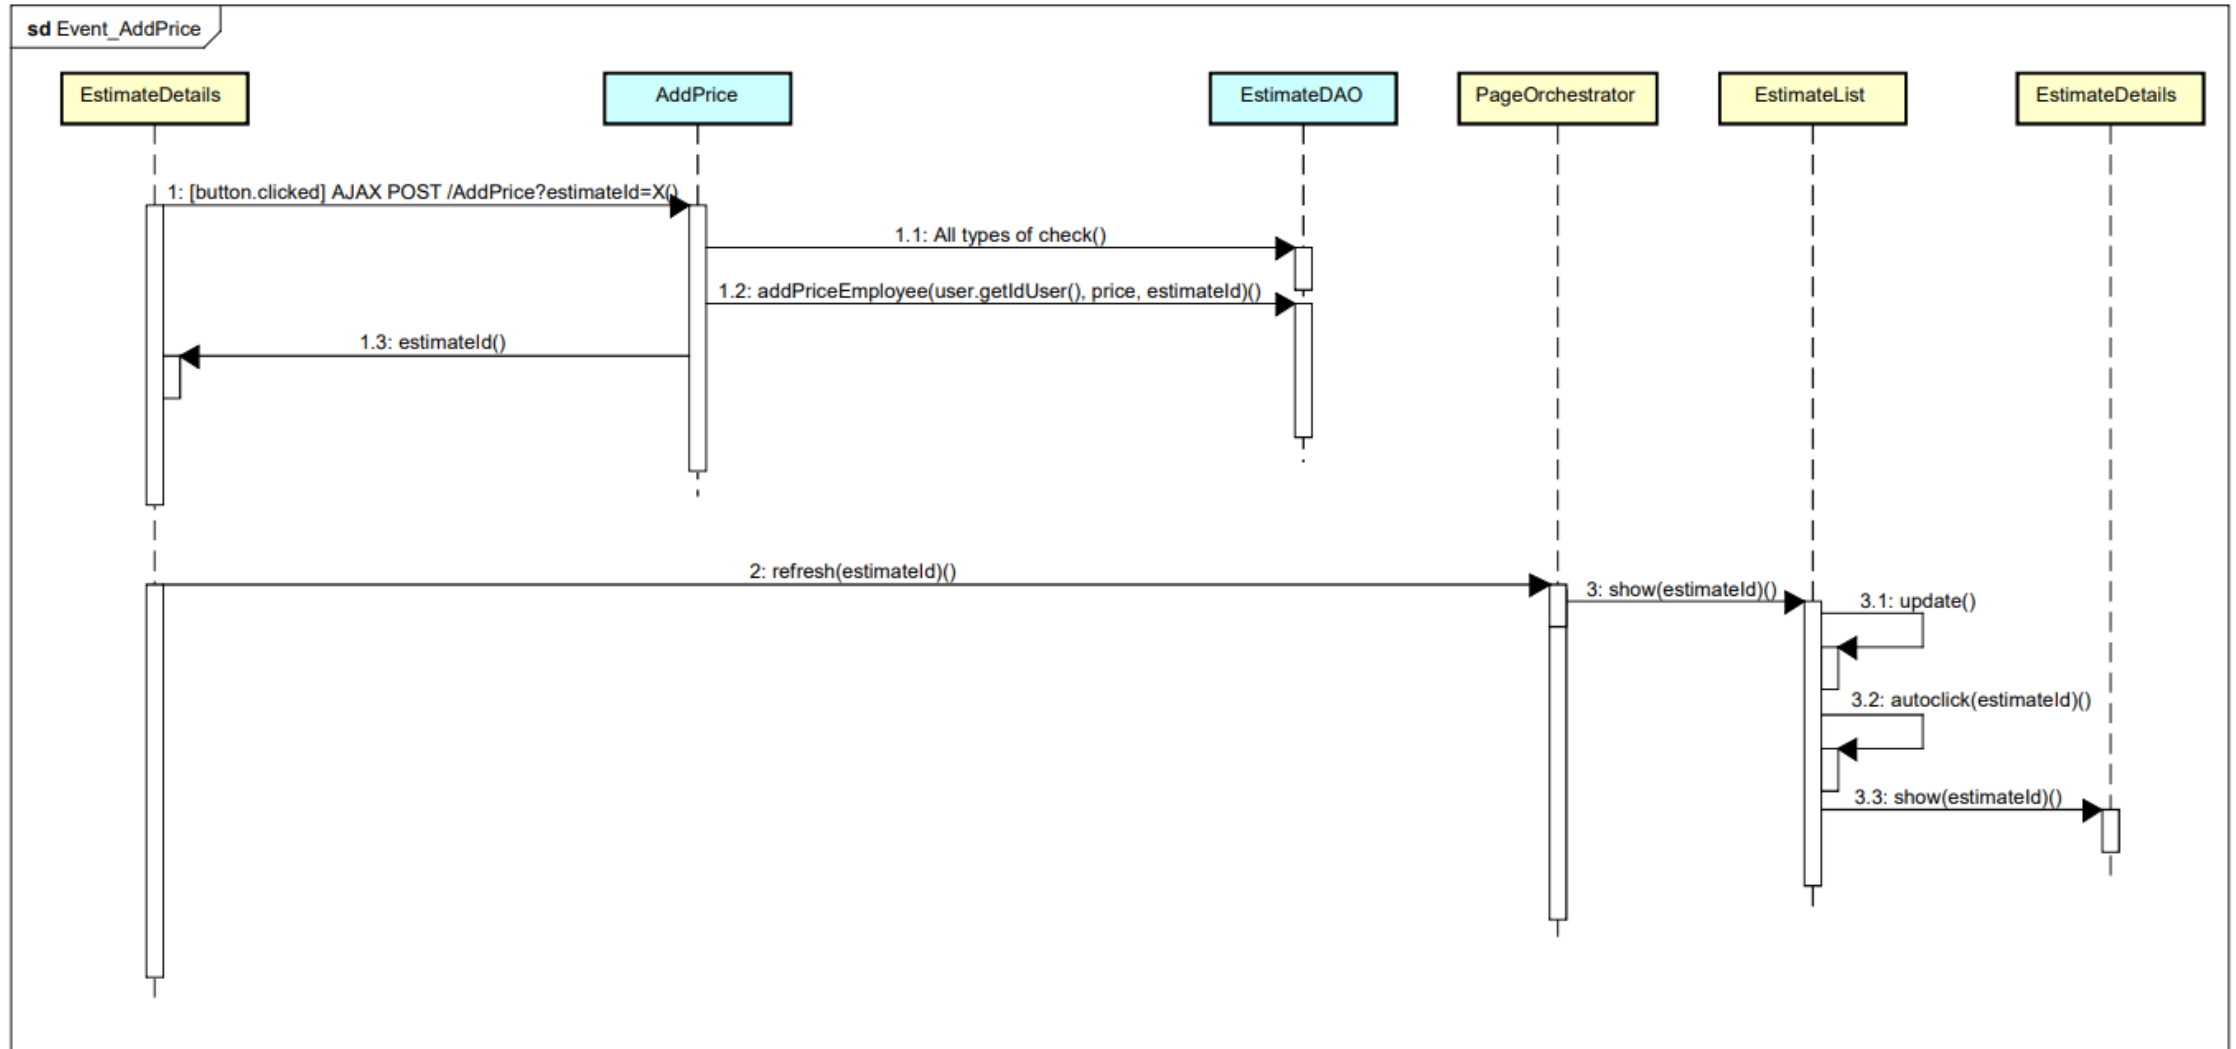 sd Event_AddPrice
EstimateDetails
AddPrice
EstimateDAO
PageOrchestrator
EstimateList
EstimateDetails
1: [button.clicked] AJAX POST /AddPrice?estimateId=X()
1.1: All types of check()
1.2: addPriceEmployee(user.getIdUser(), price, estimateId)()
1.3: estimateId()
2: refresh(estimateId)()
3: show(estimateId)()
3.1: update()
3.2: autoclick(estimateId)()
3.3: show(estimateId)()